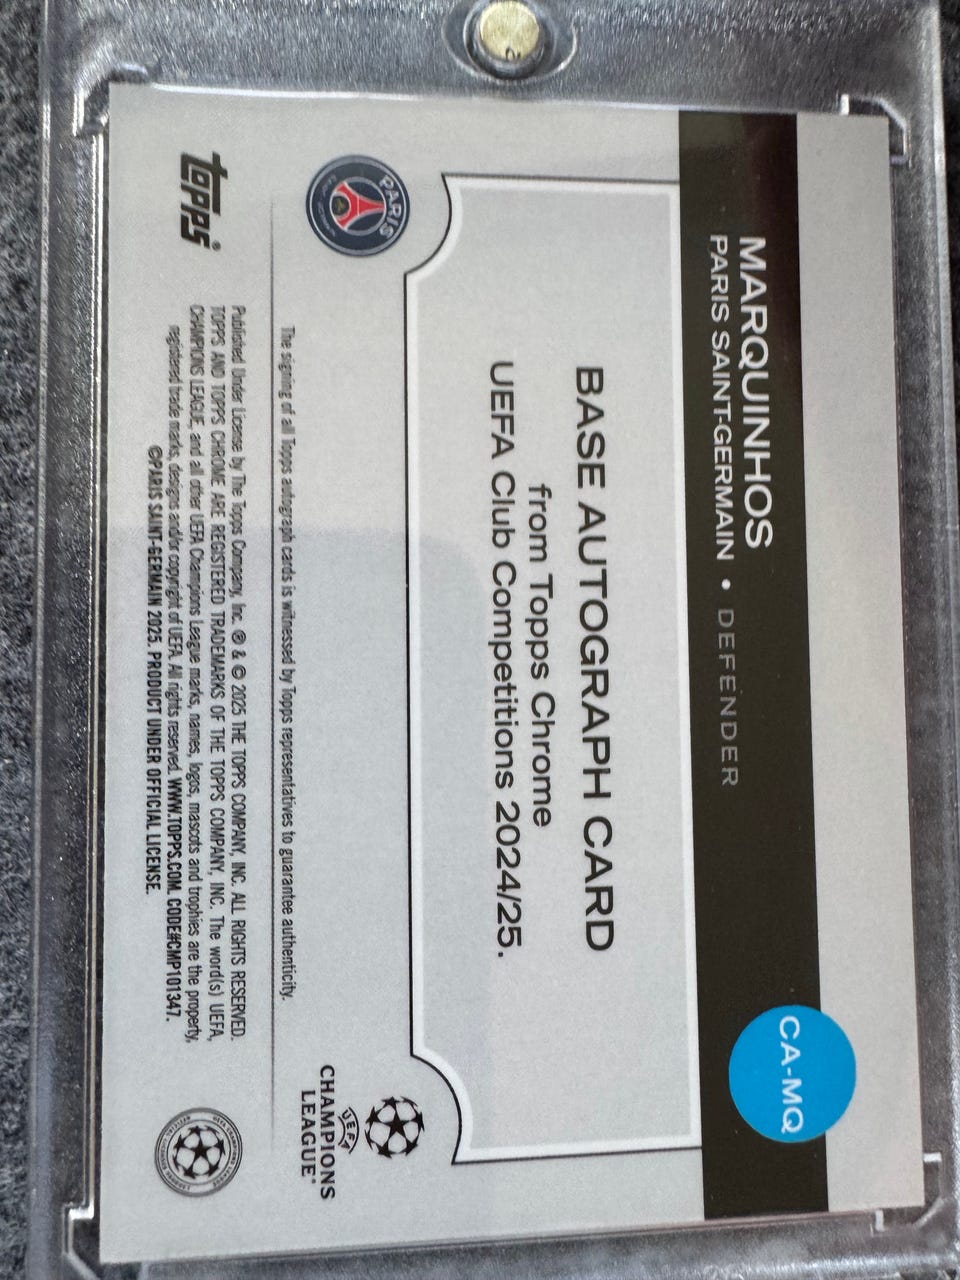 CA-MQ
MARQUINHOS
PARIS SAINT-GERMAIN • DEFENDER
BASE AUTOGRAPH CARD
from Topps Chrome
UEFA Club Competitions 2024/25.
PARIS
UEFA
CHAMPIONS
LEAGUE®
The signing of all Topps autograph cards is witnessed by Topps representatives to guarantee authenticity.
topps®
Published Under License by The Topps Company, Inc. ® & © 2025 THE TOPPS COMPANY, INC. ALL RIGHTS RESERVED.
TOPPS AND TOPPS CHROME ARE REGISTERED TRADEMARKS OF THE TOPPS COMPANY, INC. The word(s) UEFA,
CHAMPIONS LEAGUE, and all other UEFA Champions League marks, names, logos, mascots and trophies are the property,
registered trade marks, designs and/or copyright of UEFA. All rights reserved. WWW.TOPPS.COM. CODE#CMP101347.
©PARIS SAINT-GERMAIN 2025. PRODUCT UNDER OFFICIAL LICENSE.